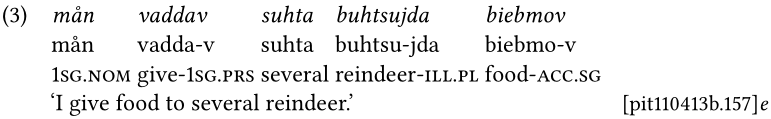 (3) mån vaddav suhta buhtsujda biebmov
mån vadda-v suhta buhtsu-jda biebmo-v
1SG.NOM give-1SG.PRS several reindeer-ILL.PL food-ACC.SG
‘I give food to several reindeer.’ [pit110413b.157]e